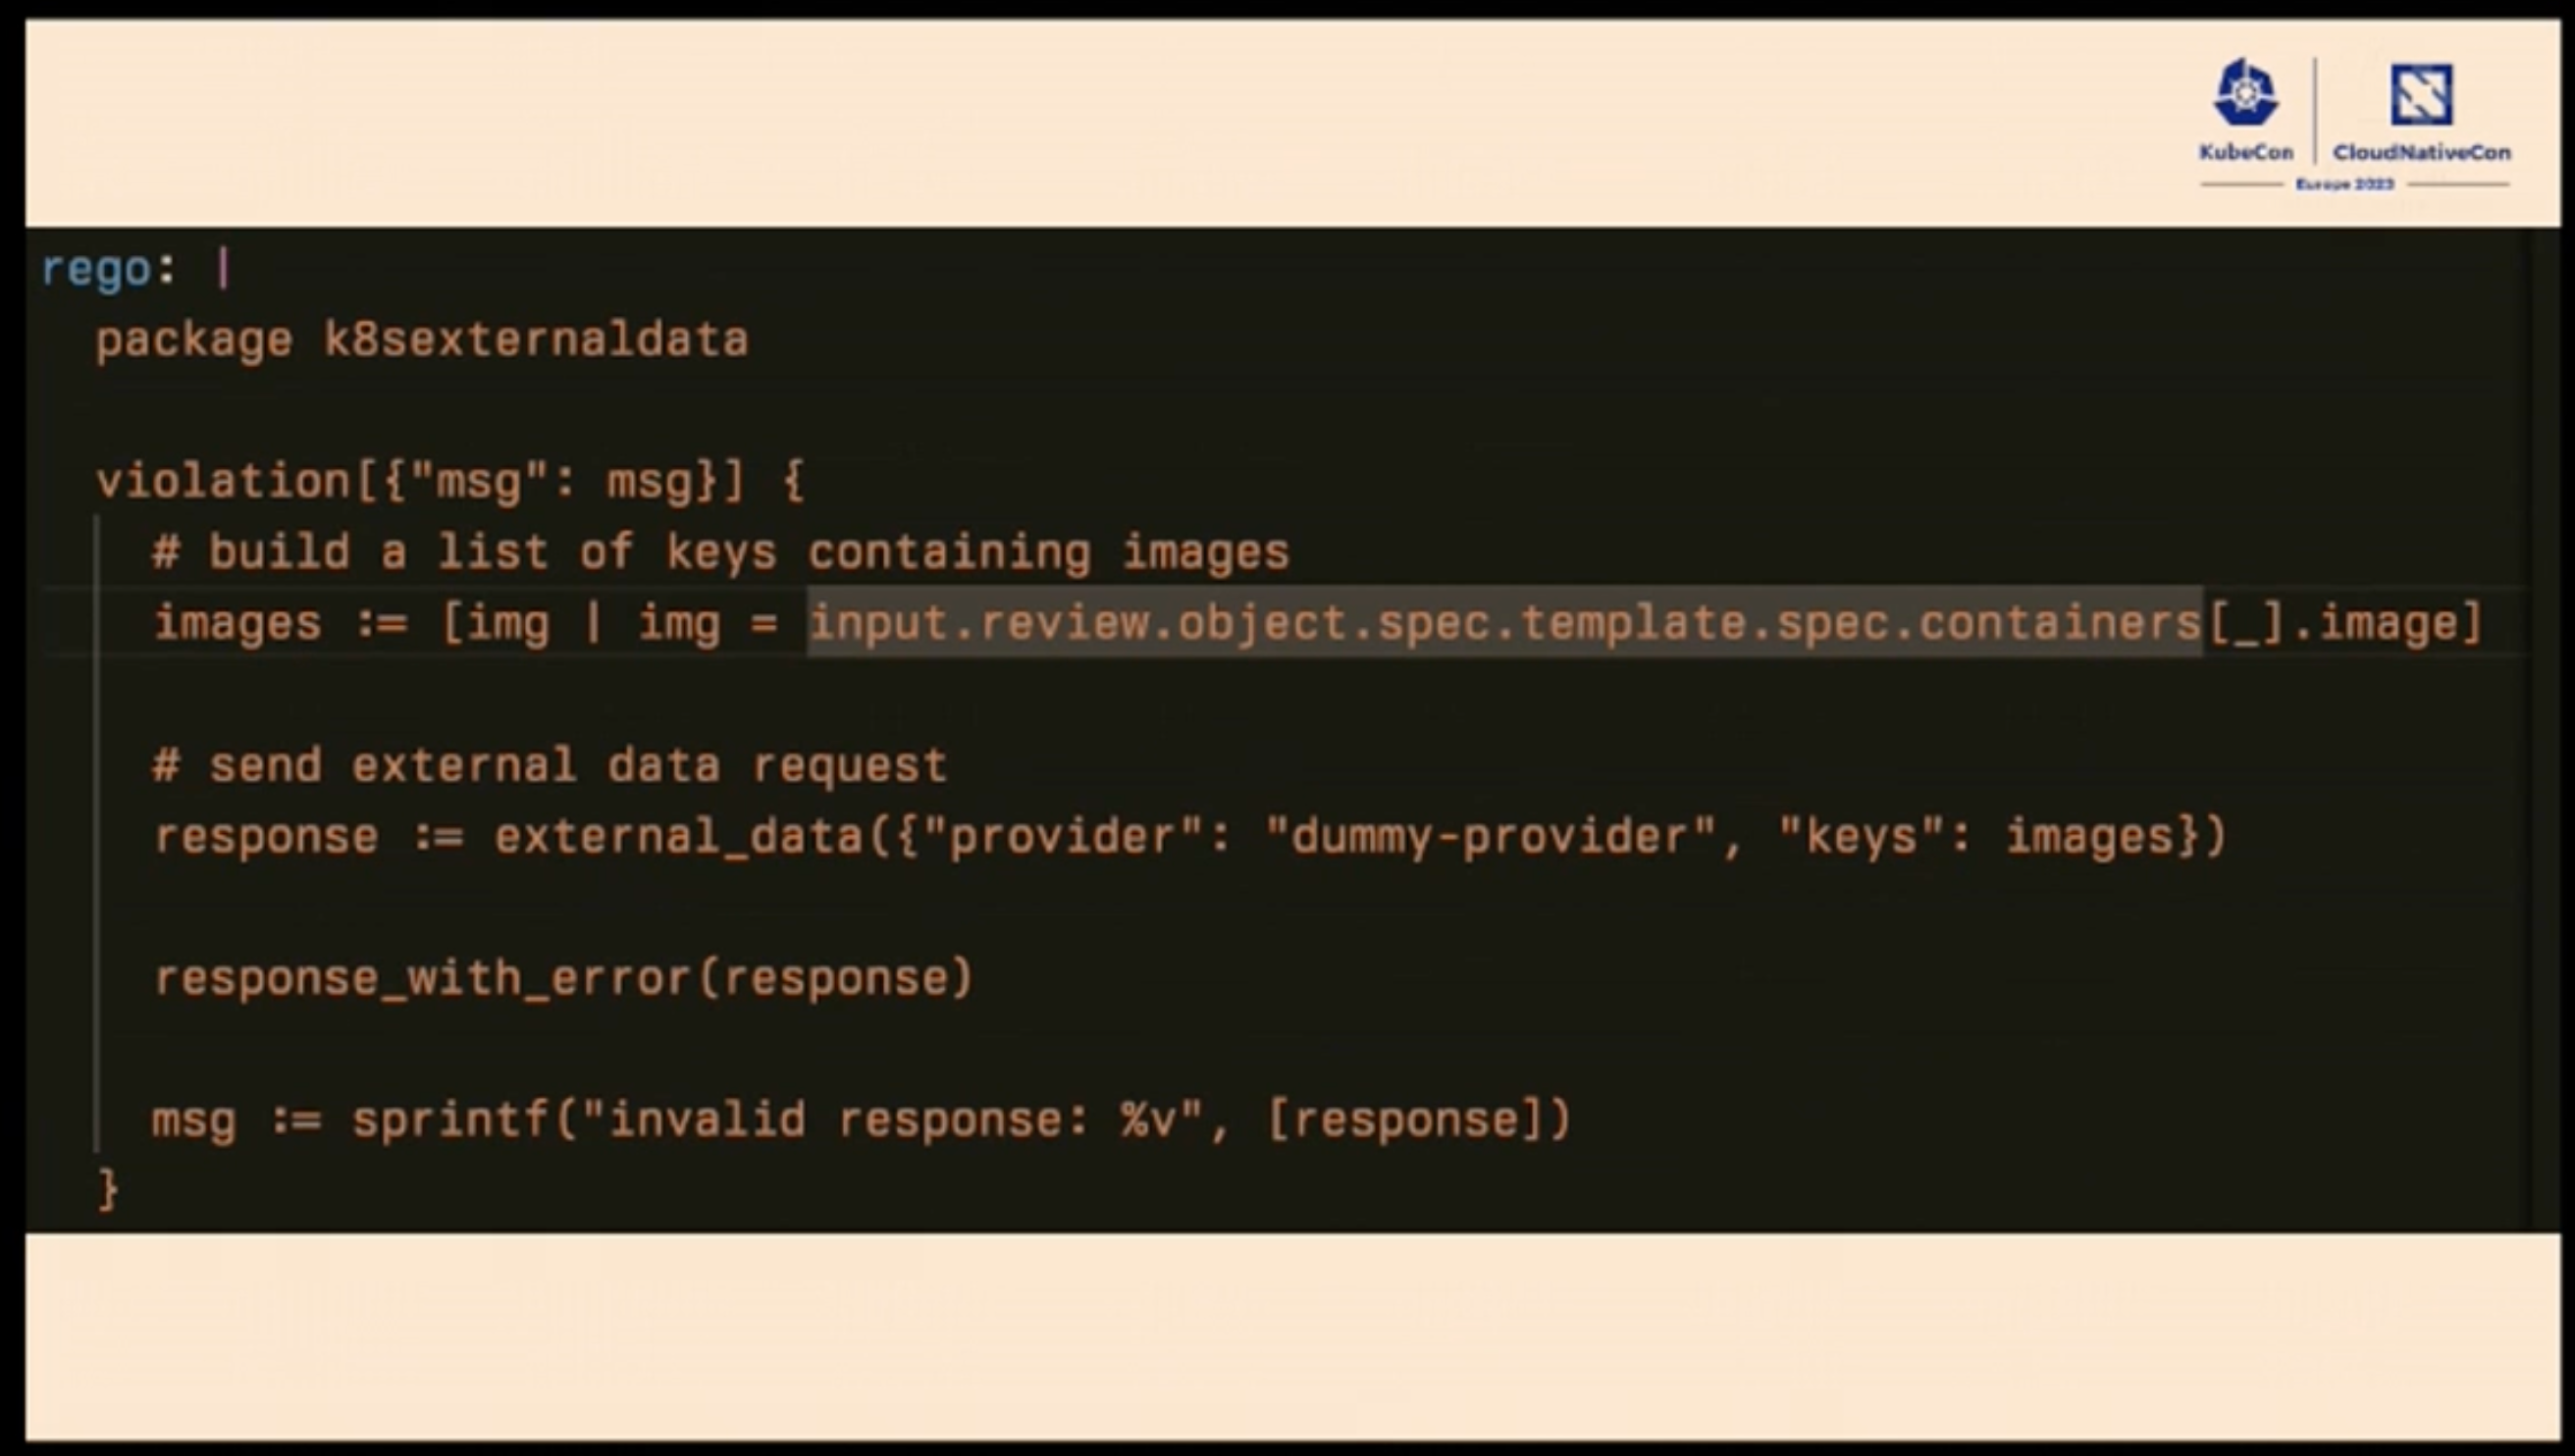 KubeCon
CloudNativeCon
Europe 2023
rego: |
package k8sexternaldata
violation[{"msg": msg}] {
# build a list of keys containing images
images := [img | img = input.review.object.spec.template.spec.containers[_].image]
# send external data request
response := external_data({"provider": "dummy-provider", "keys": images})
response_with_error(response)
msg := sprintf("invalid response: %v", [response])
}